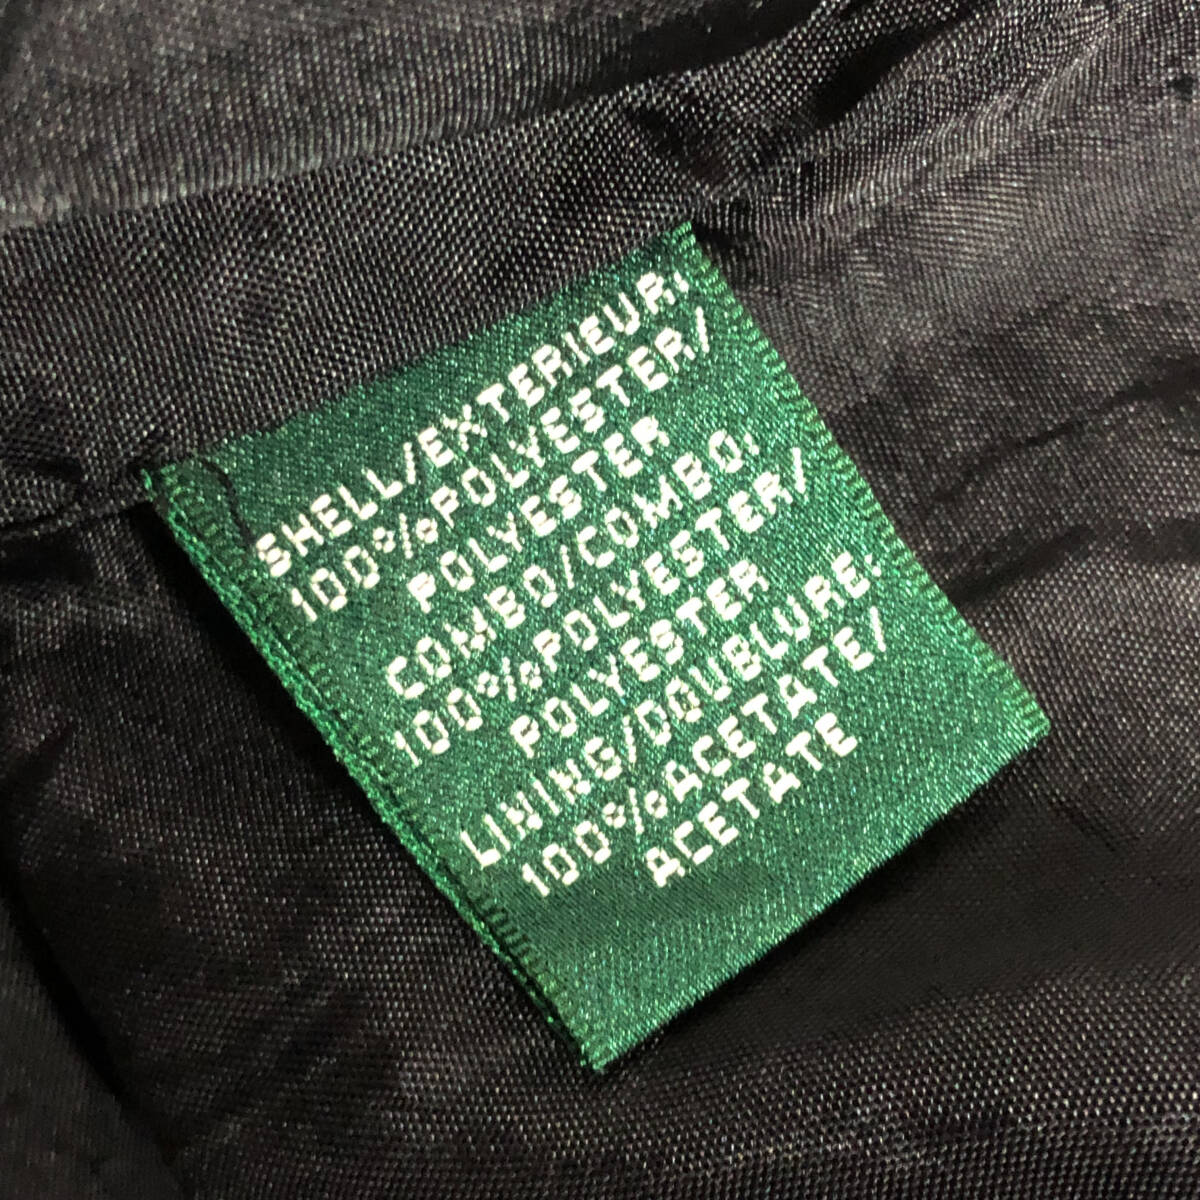 SHELL/EXTERIEUR:
100%POLYESTER/
POLYESTER
COMBO/COMBO:
100%POLYESTER/
POLYESTER
LINING/DOUBLURE:
100%ACETATE/
ACETATE